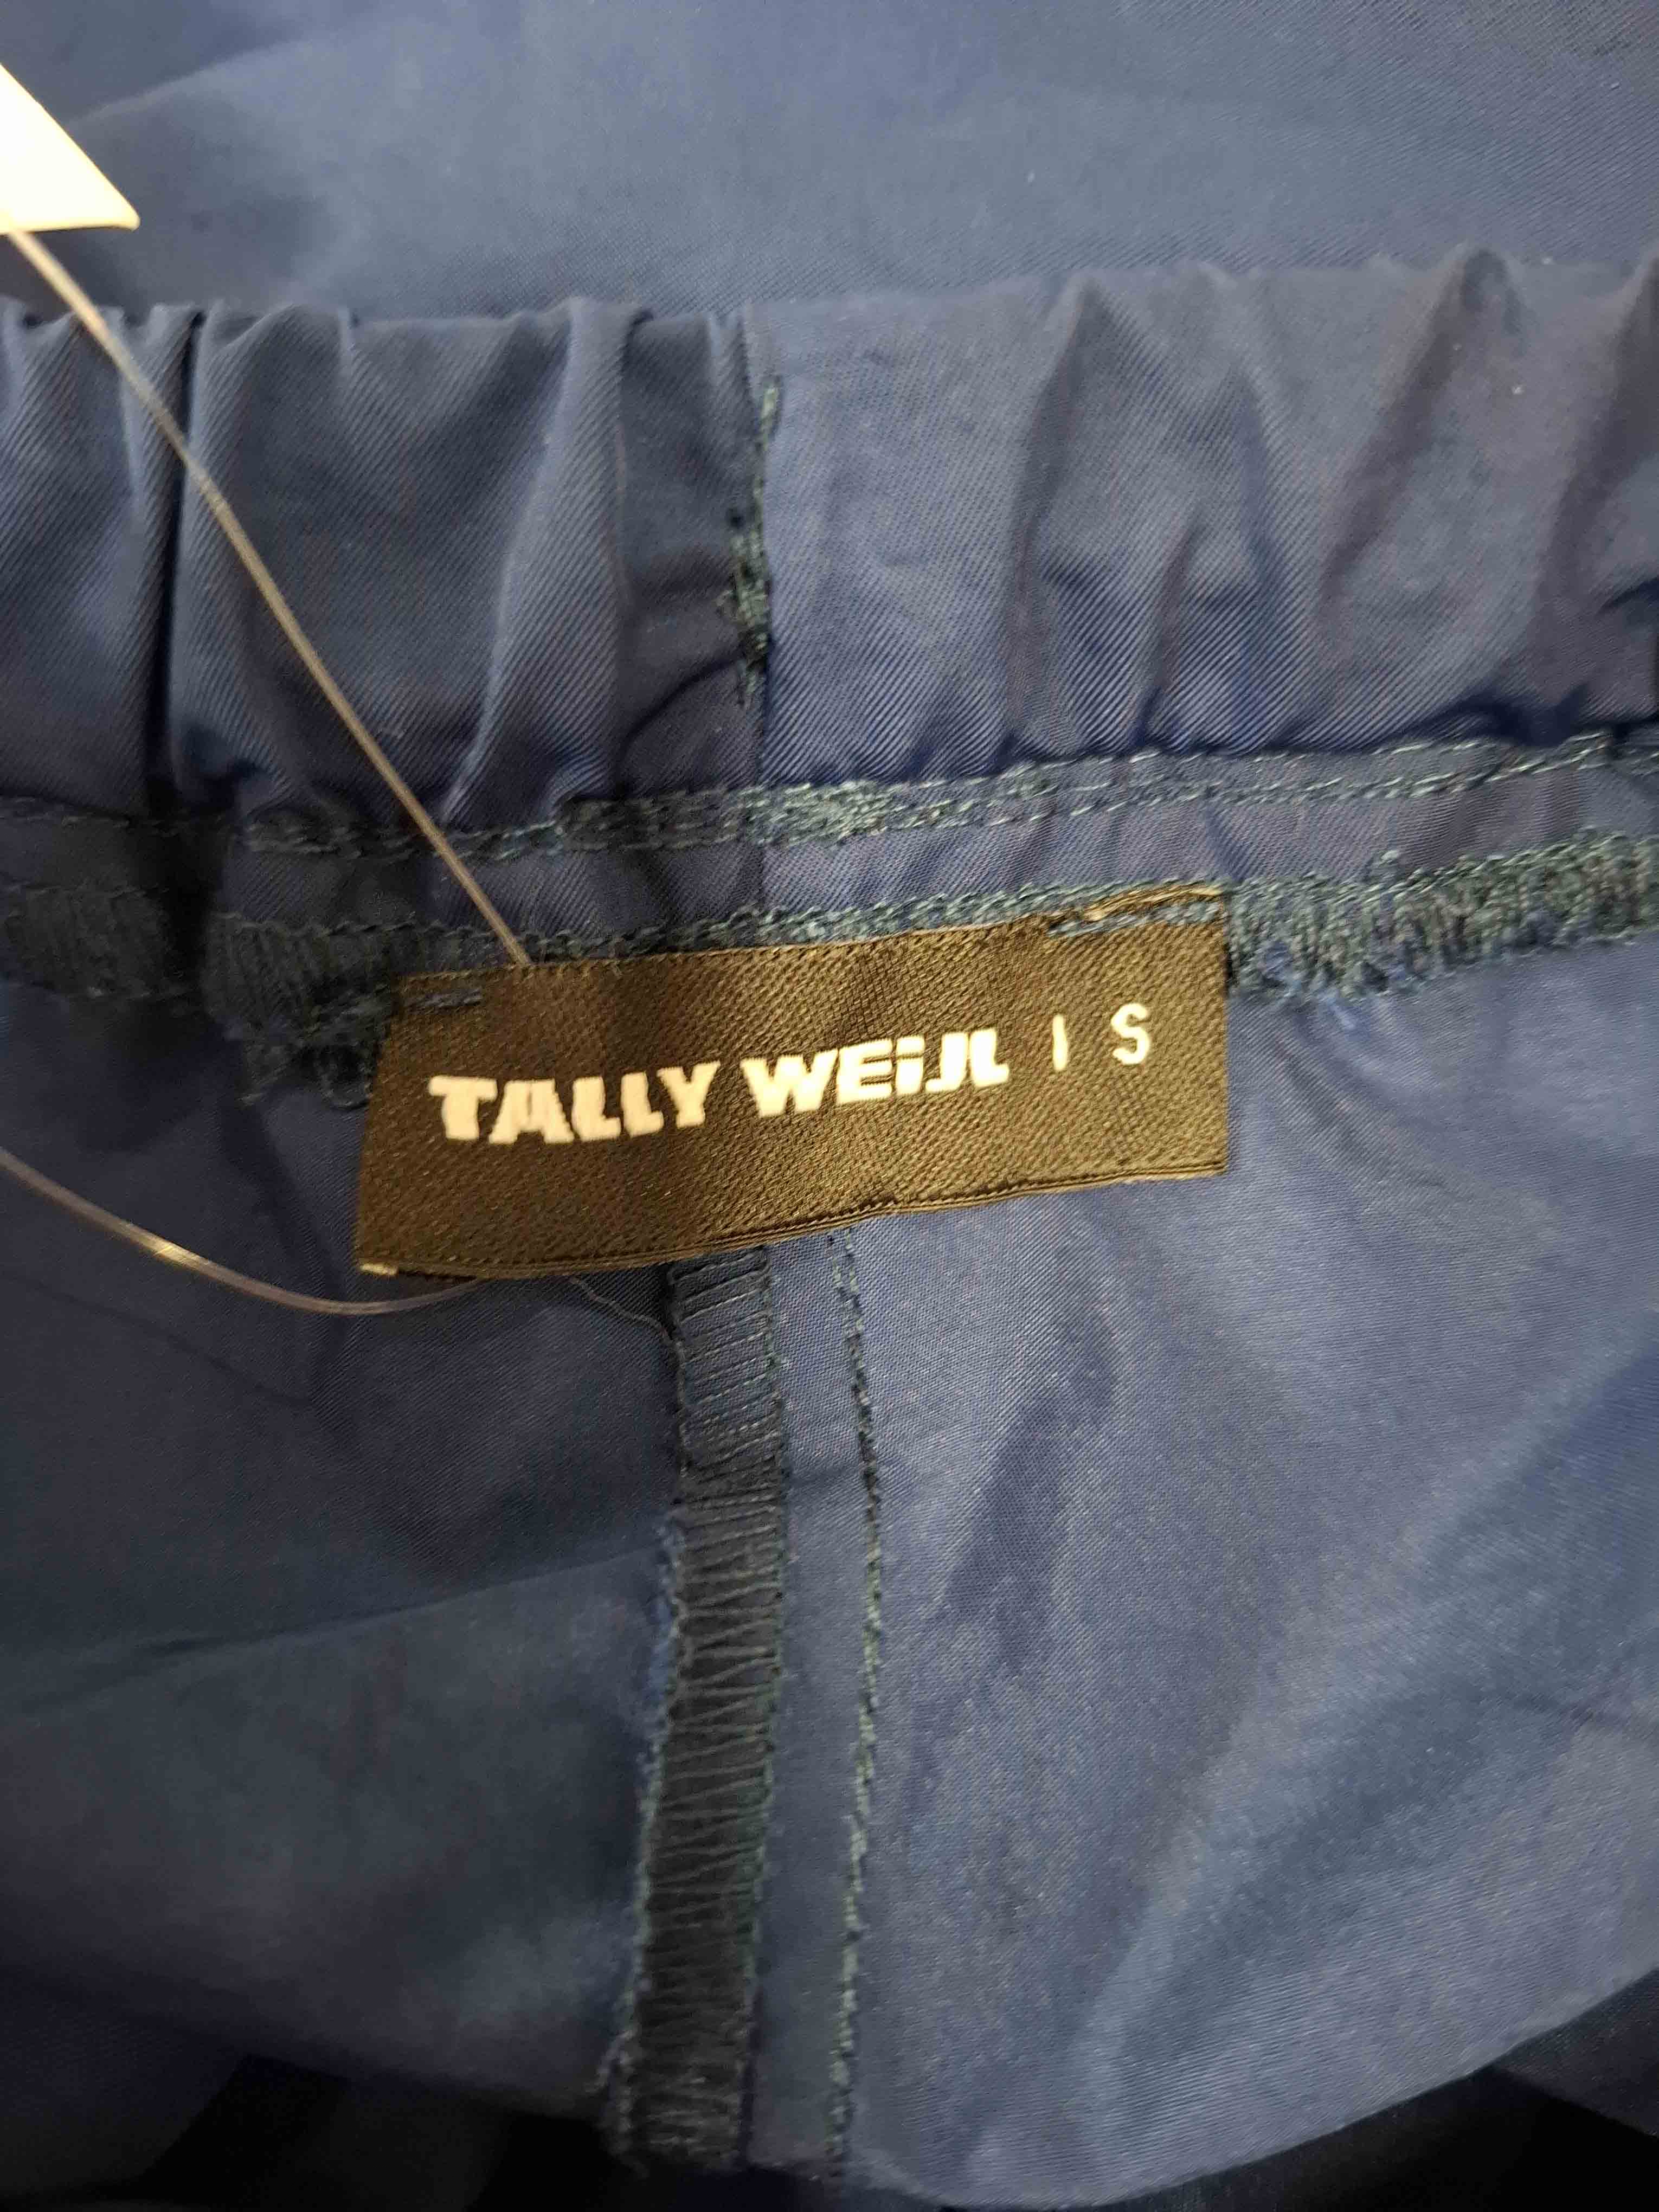 TALLY WEiJL | S